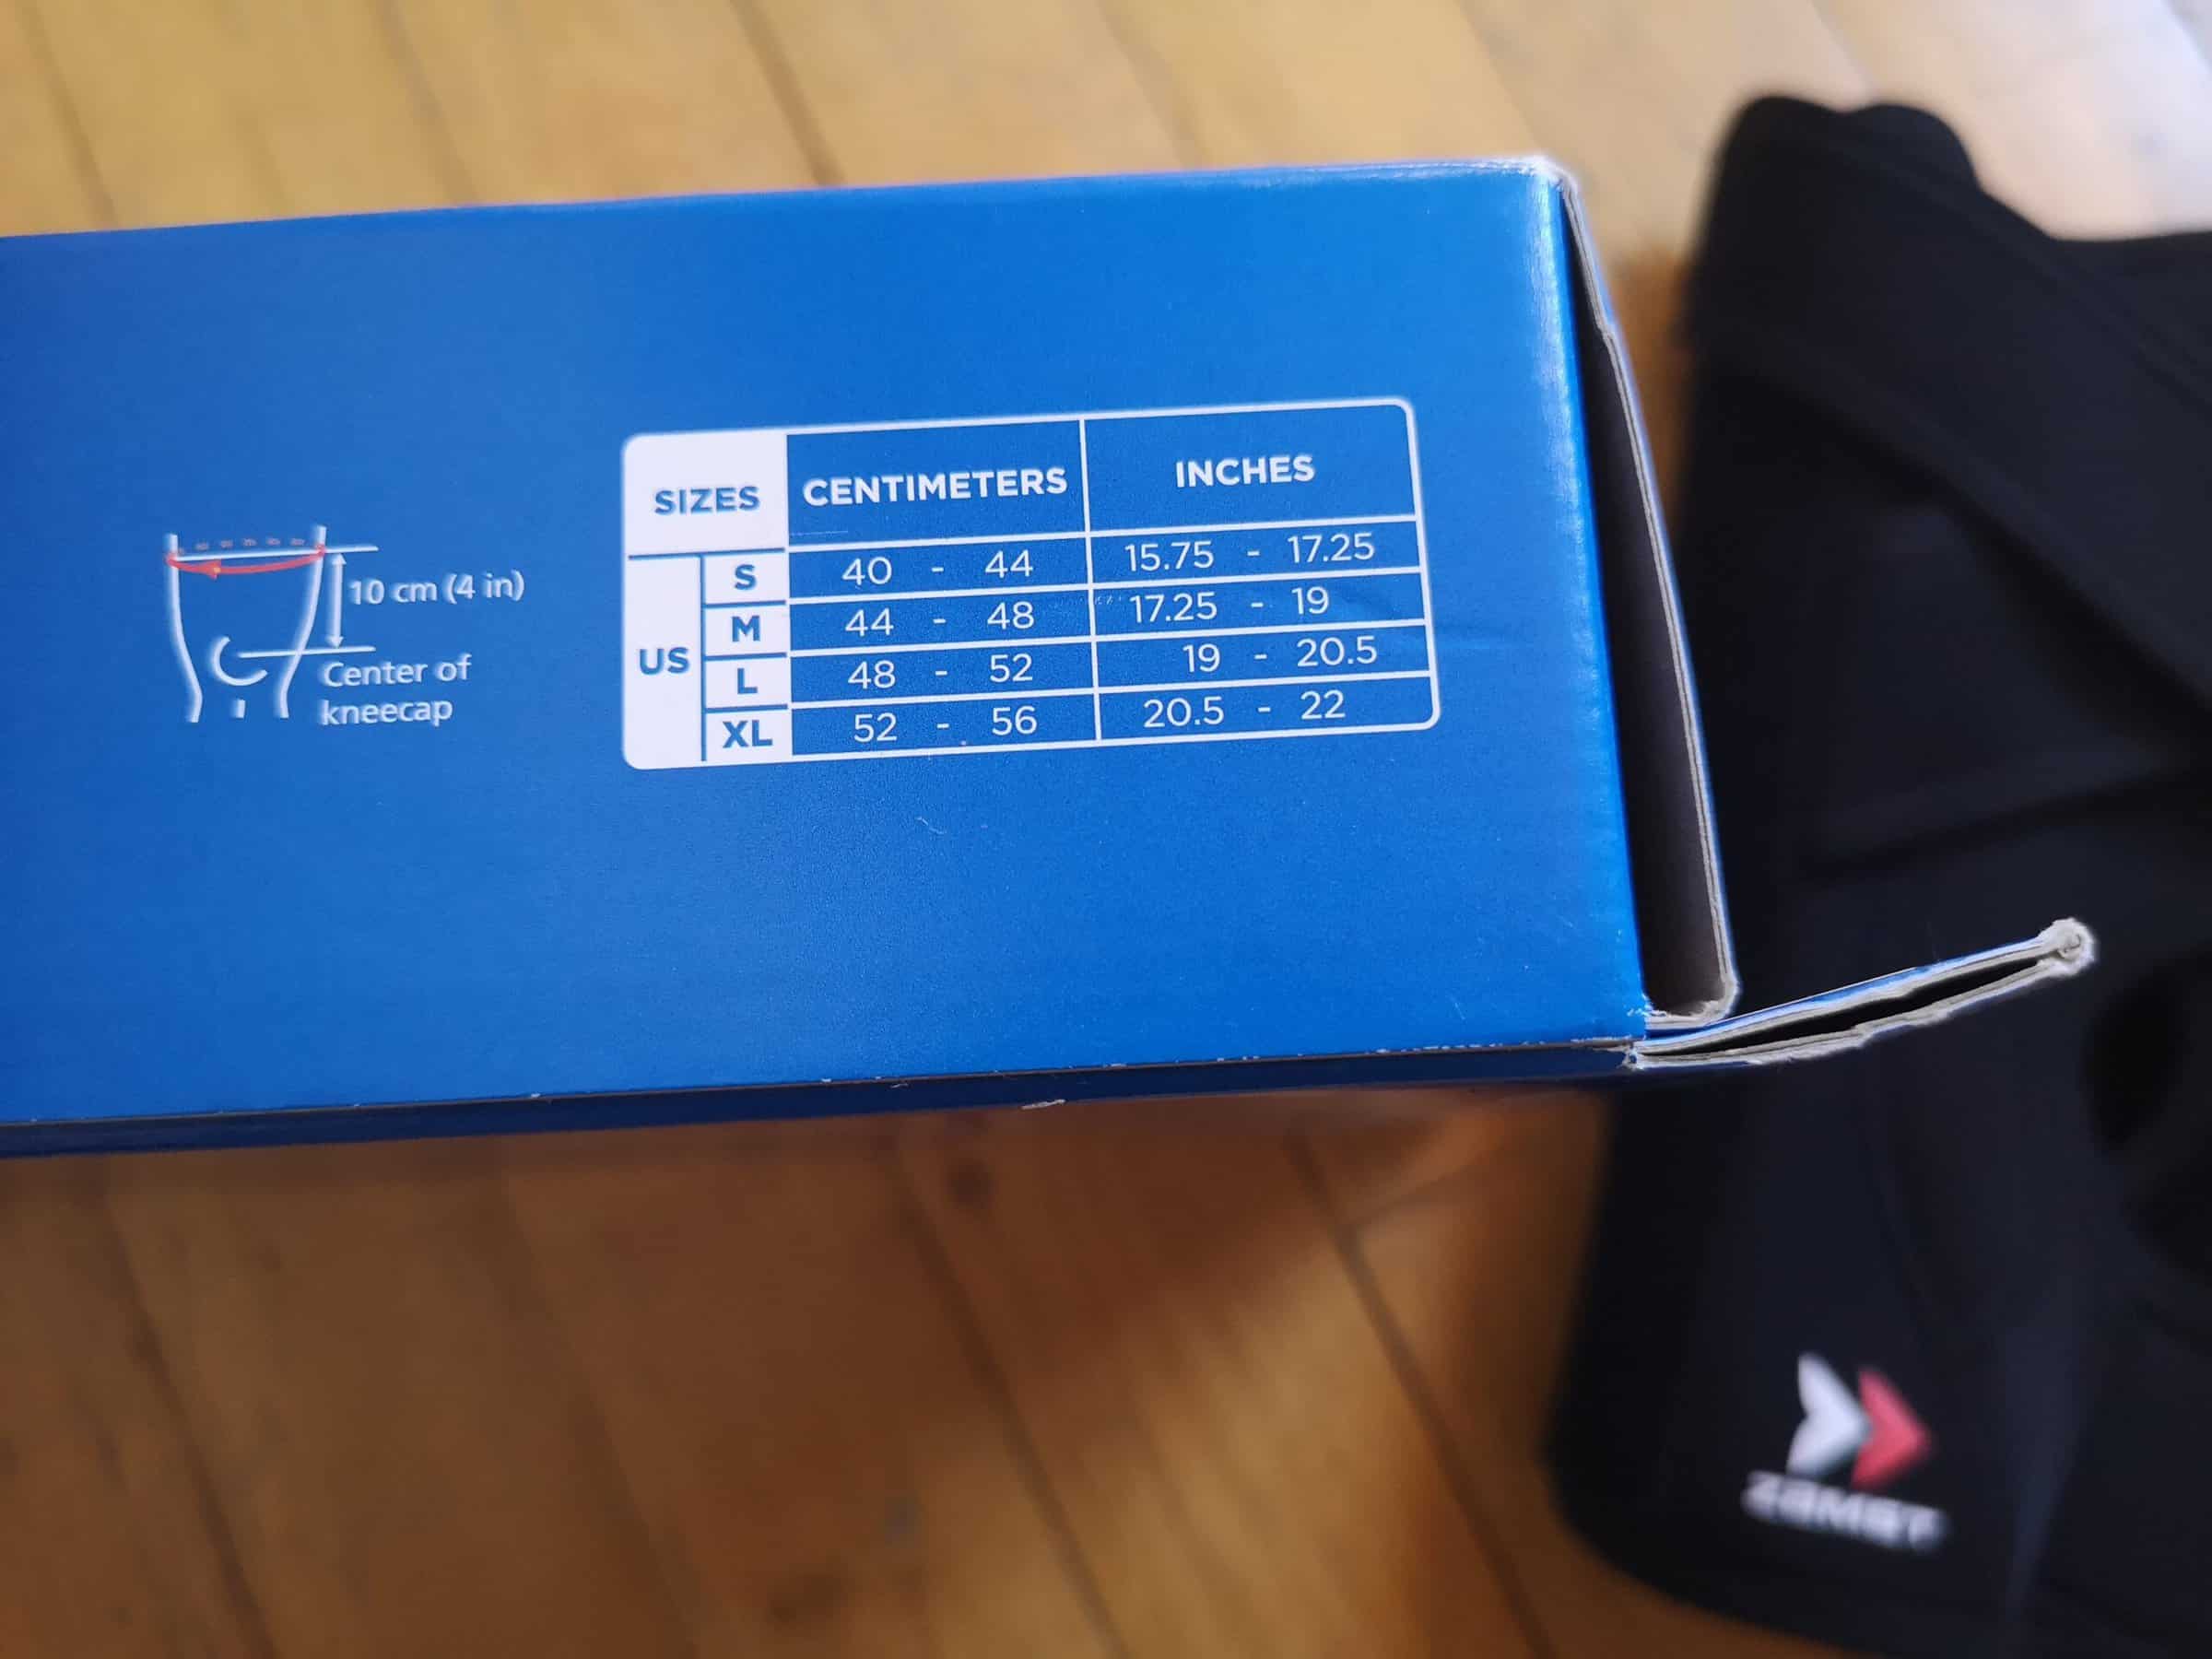 10 cm (4 in)
Center of
kneecap
SIZES CENTIMETERS INCHES
US
S 40 - 44 15.75 - 17.25
M 44 - 48 17.25 - 19
L 48 - 52 19 - 20.5
XL 52 - 56 20.5 - 22
ZAMST